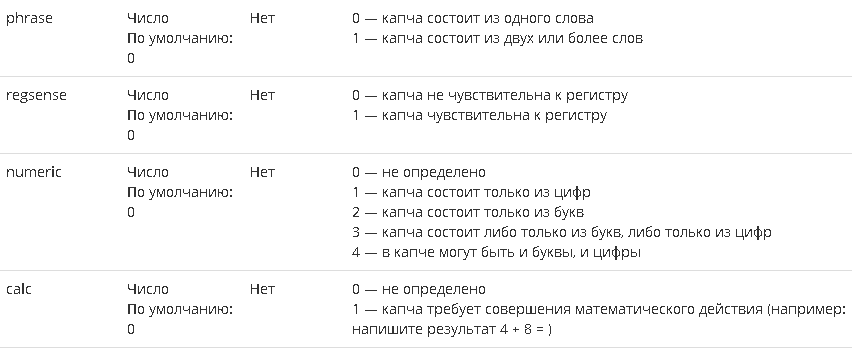 phrase Число Нет 0 — капча состоит из одного слова
По умолчанию: 1 — капча состоит из двух или более слов
0
regsense Число Нет 0 — капча не чувствительна к регистру
По умолчанию: 1 — капча чувствительна к регистру
0
numeric Число Нет 0 — не определено
По умолчанию: 1 — капча состоит только из цифр
0 2 — капча состоит только из букв
3 — капча состоит либо только из букв, либо только из цифр
4 — в капче могут быть и буквы, и цифры
calc Число Нет 0 — не определено
По умолчанию: 1 — капча требует совершения математического действия (например:
0 напишите результат 4 + 8 = )